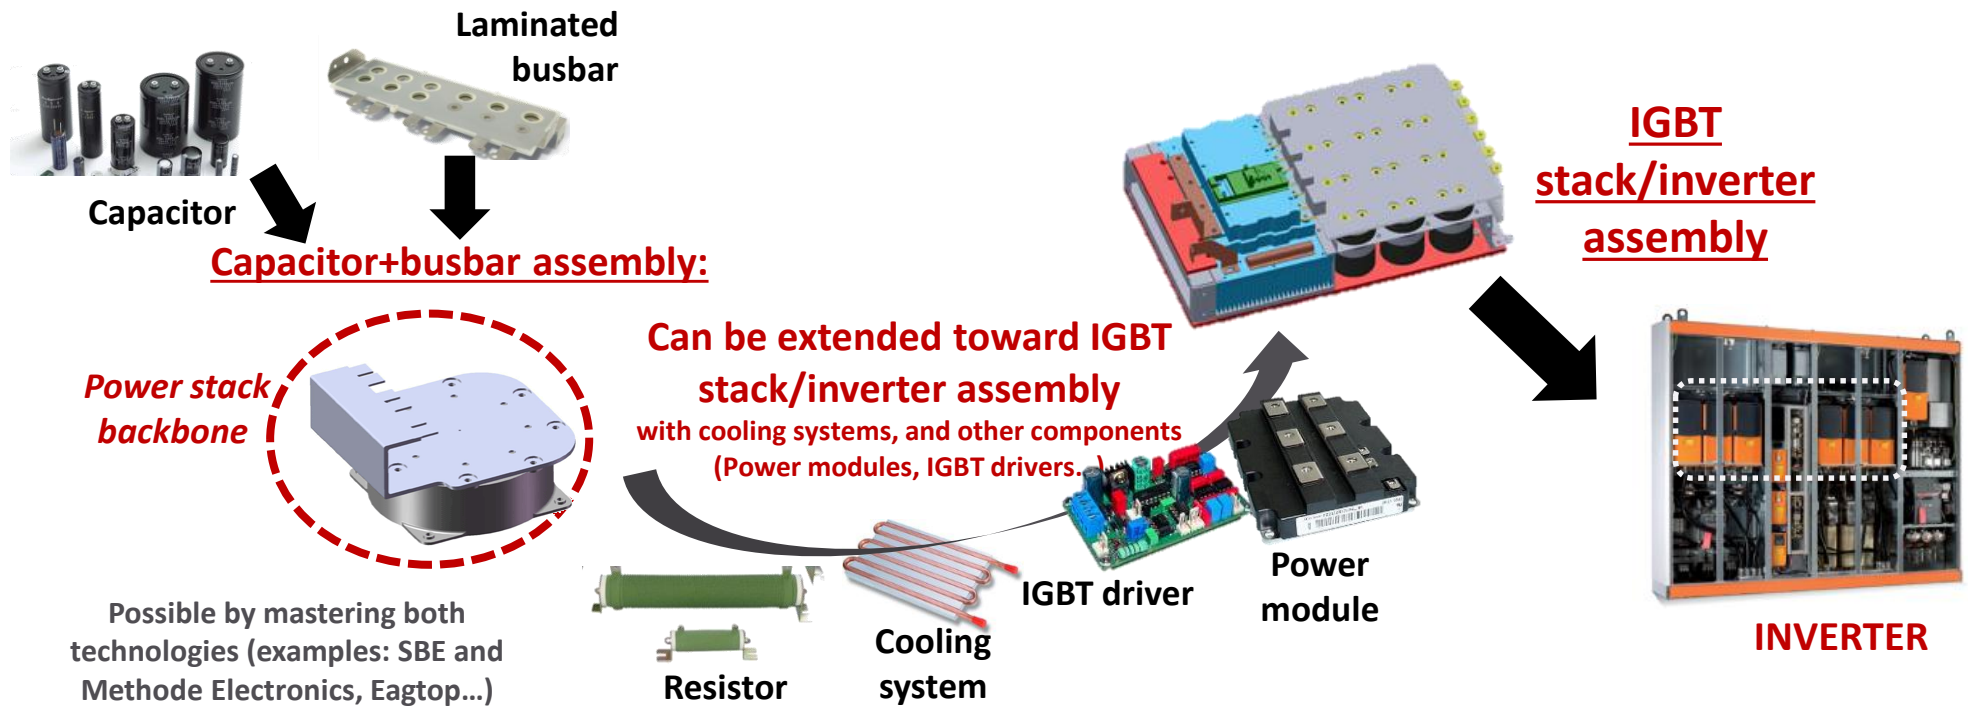 Laminated
busbar
Capacitor
Capacitor+busbar assembly:
Power stack
backbone
Possible by mastering both
technologies (examples: SBE and
Methode Electronics, Eagtop...)
Can be extended toward IGBT
stack/inverter assembly
with cooling systems, and other components
(Power modules, IGBT drivers...)
Resistor
Cooling
system
IGBT driver
Power
module
IGBT
stack/inverter
assembly
INVERTER